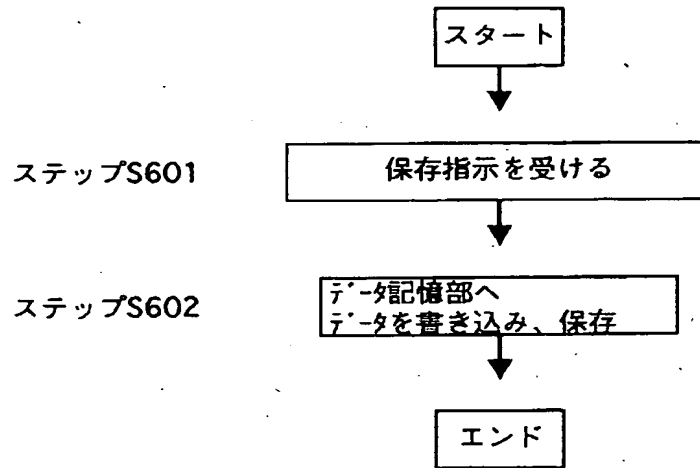 スタート
ステップS601
保存指示を受ける
ステップS602
データ記憶部へ
データを書き込み、保存
エンド